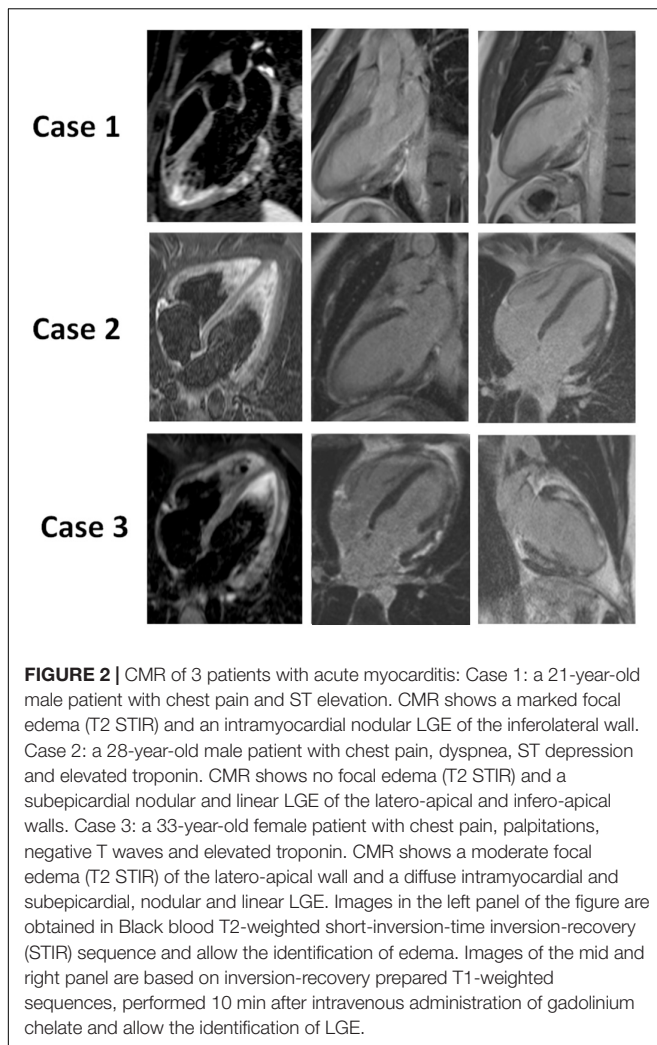 Case 1
Case 2
Case 3
FIGURE 2 | CMR of 3 patients with acute myocarditis: Case 1: a 21-year-old
male patient with chest pain and ST elevation. CMR shows a marked focal
edema (T2 STIR) and an intramyocardial nodular LGE of the inferolateral wall.
Case 2: a 28-year-old male patient with chest pain, dyspnea, ST depression
and elevated troponin. CMR shows no focal edema (T2 STIR) and a
subepicardial nodular and linear LGE of the latero-apical and infero-apical
walls. Case 3: a 33-year-old female patient with chest pain, palpitations,
negative T waves and elevated troponin. CMR shows a moderate focal
edema (T2 STIR) of the latero-apical wall and a diffuse intramyocardial and
subepicardial, nodular and linear LGE. Images in the left panel of the figure are
obtained in Black blood T2-weighted short-inversion-time inversion-recovery
(STIR) sequence and allow the identification of edema. Images of the mid and
right panel are based on inversion-recovery prepared T1-weighted
sequences, performed 10 min after intravenous administration of gadolinium
chelate and allow the identification of LGE.